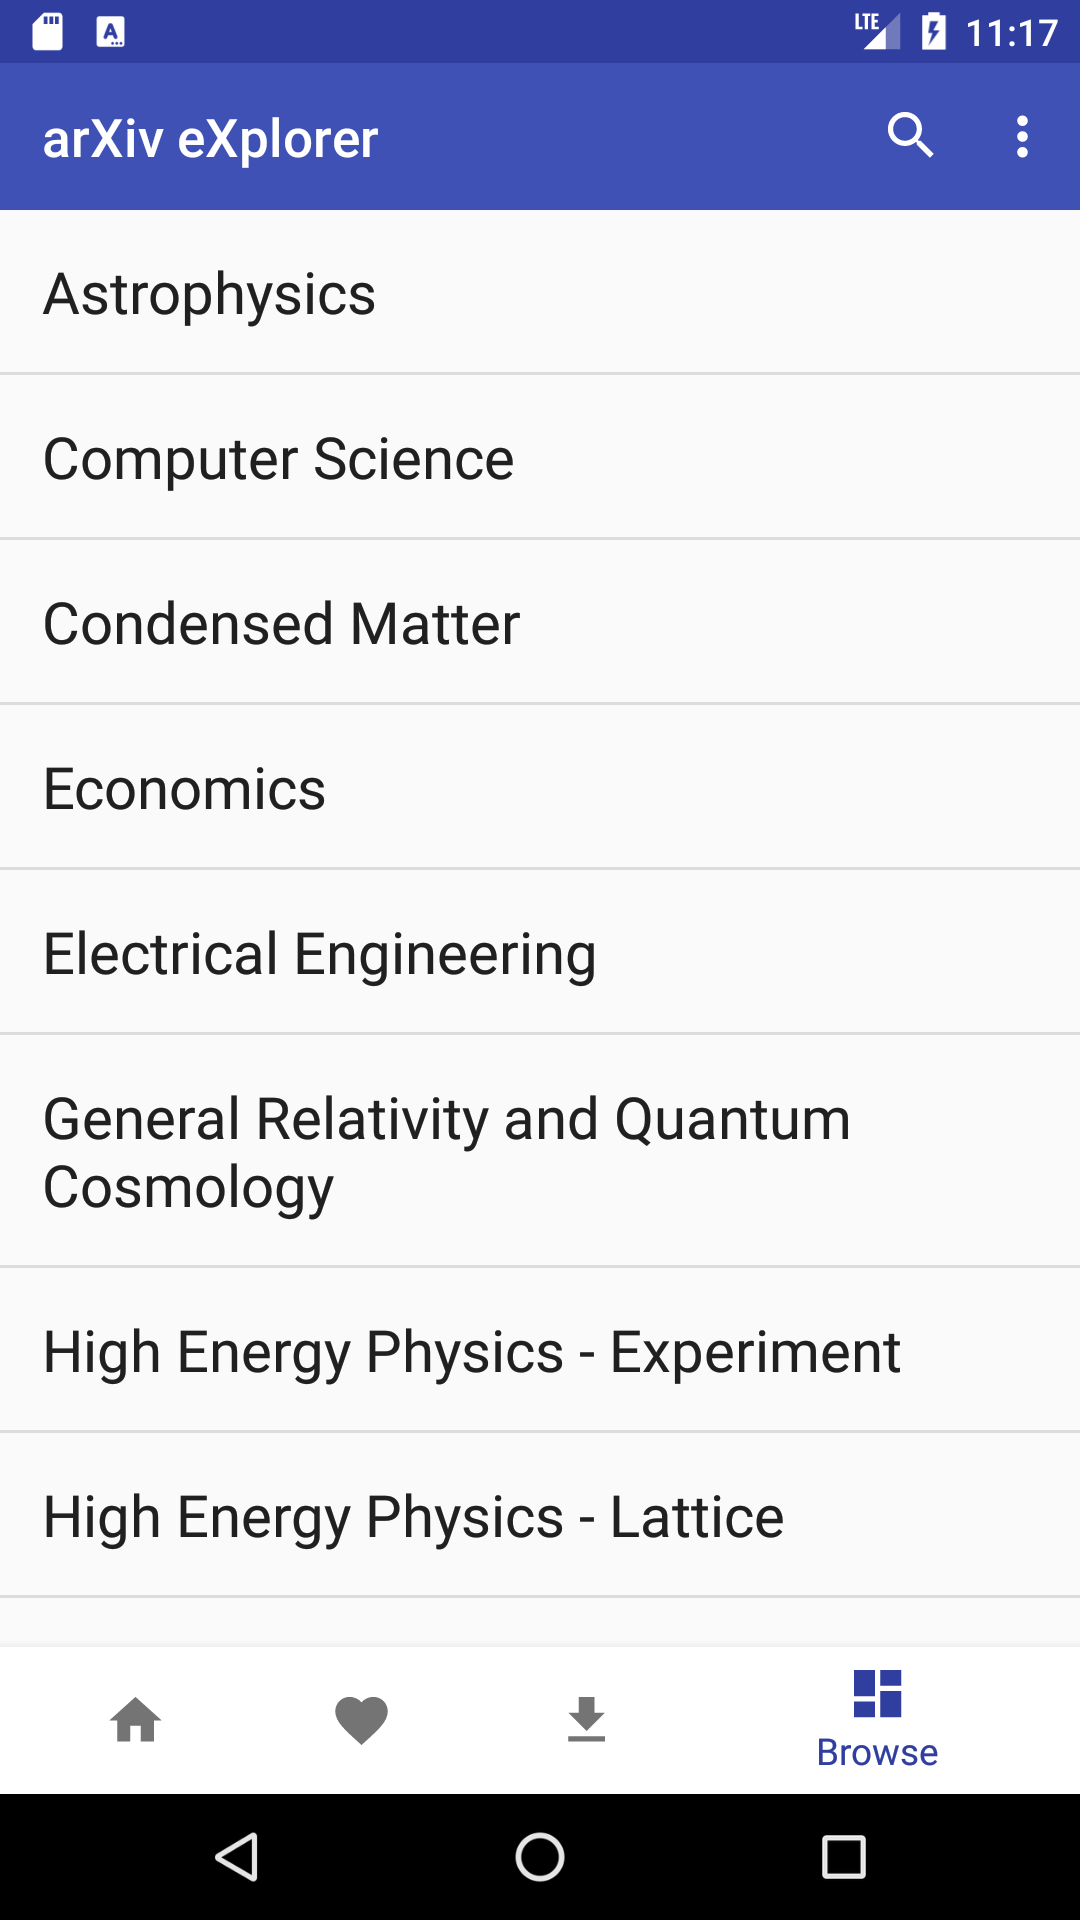 LTE 11:17
arXiv eXplorer
Astrophysics
Computer Science
Condensed Matter
Economics
Electrical Engineering
General Relativity and Quantum
Cosmology
High Energy Physics - Experiment
High Energy Physics - Lattice
Browse